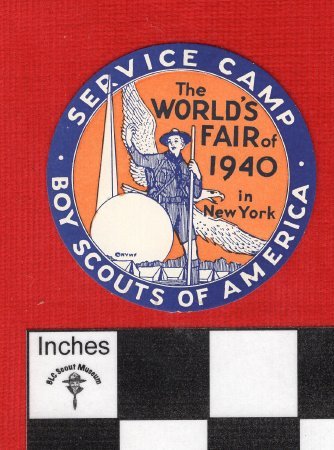 SERVICE CAMP
The
WORLD'S
FAIR of
1940
in
New York
©NYWF
BOY SCOUTS OF AMERICA
Inches
BLC Scout Museum